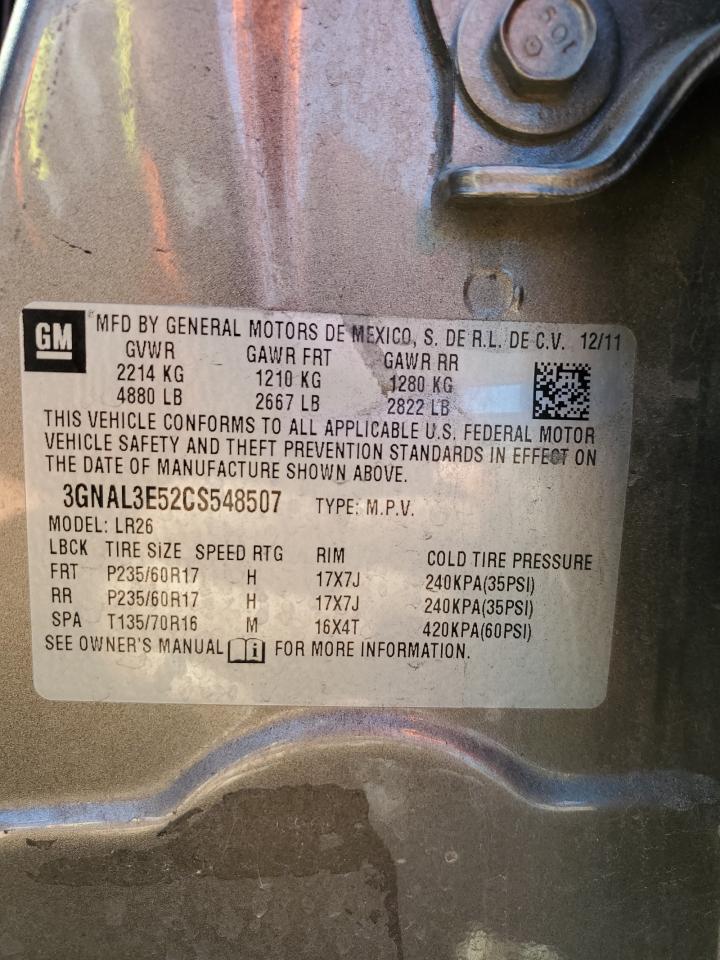 109
GM
MFD BY GENERAL MOTORS DE MEXICO, S. DE R.L. DE C.V. 12/11
GVWR GAWR FRT GAWR RR
2214 KG 1210 KG 1280 KG
4880 LB 2667 LB 2822 LB
THIS VEHICLE CONFORMS TO ALL APPLICABLE U.S. FEDERAL MOTOR
VEHICLE SAFETY AND THEFT PREVENTION STANDARDS IN EFFECT ON
THE DATE OF MANUFACTURE SHOWN ABOVE.
3GNAL3E52CS548507 TYPE: M.P.V.
MODEL: LR26
LBCK TIRE SIZE SPEED RTG RIM COLD TIRE PRESSURE
FRT P235/60R17 H 17X7J 240KPA(35PSI)
RR P235/60R17 H 17X7J 240KPA(35PSI)
SPA T135/70R16 M 16X4T 420KPA(60PSI)
SEE OWNER'S MANUAL i FOR MORE INFORMATION.